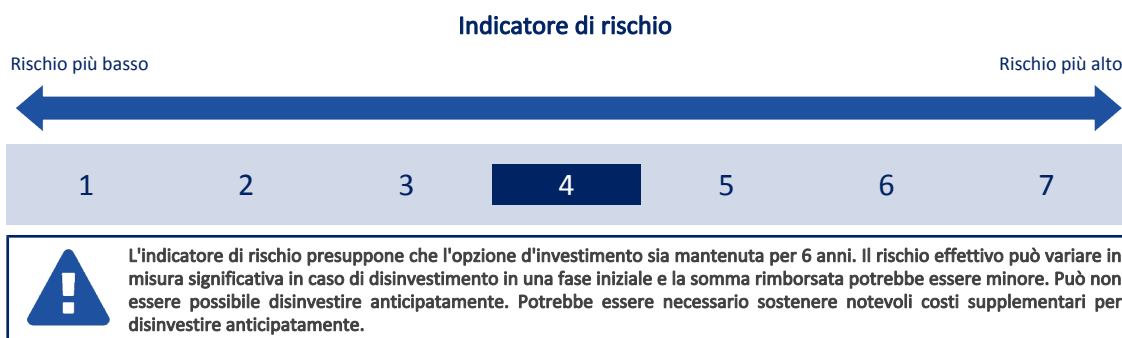 Indicatore di rischio
Rischio più basso
Rischio più alto
1 2 3 4 5 6 7
L'indicatore di rischio presuppone che l'opzione d'investimento sia mantenuta per 6 anni. Il rischio effettivo può variare in
misura significativa in caso di disinvestimento in una fase iniziale e la somma rimborsata potrebbe essere minore. Può non
essere possibile disinvestire anticipatamente. Potrebbe essere necessario sostenere notevoli costi supplementari per
disinvestire anticipatamente.